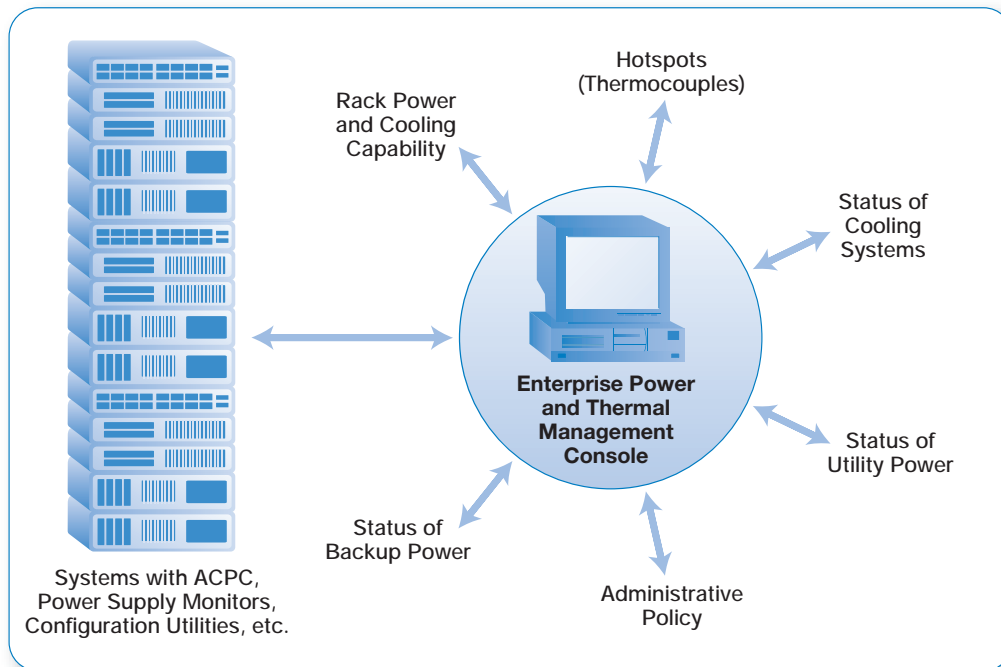 Hotspots
(Thermocouples)
Rack Power
and Cooling
Capability
Status of
Cooling
Systems
Enterprise Power
and Thermal
Management
Console
Status of
Utility Power
Status of
Backup Power
Administrative
Policy
Systems with ACPC,
Power Supply Monitors,
Configuration Utilities, etc.